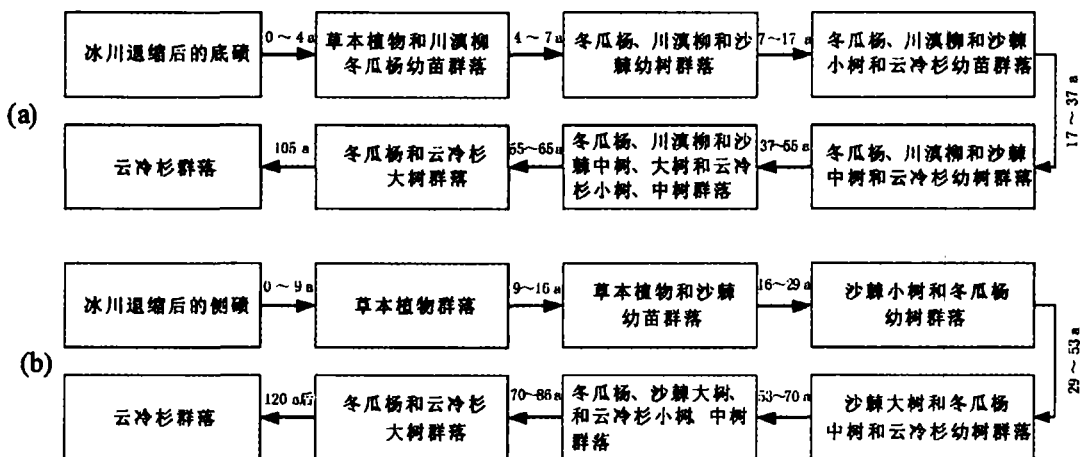 (a)
冰川退缩后的底碛
0～4 a
草本植物和川滇柳
冬瓜杨幼苗群落
4～7 a
冬瓜杨、川滇柳和沙
棘幼树群落
7～17 a
冬瓜杨、川滇柳和沙棘
小树和云冷杉幼苗群落
17～37 a
冬瓜杨、川滇柳和沙棘
中树和云冷杉幼树群落
37~55 a
冬瓜杨、川滇柳和沙
棘中树、大树和云冷
杉小树、中树群落
55~65a
冬瓜杨和云冷杉
大树群落
105 a
云冷杉群落
(b)
冰川退缩后的侧碛
0～9 a
草本植物群落
9~16 a
草本植物和沙棘
幼苗群落
16~29 a
沙棘小树和冬瓜杨
幼树群落
29～53 a
沙棘大树和冬瓜杨
中树和云冷杉幼树群落
53~70 a
冬瓜杨、沙棘大树、
和云冷杉小树、中树
群落
70~86a
冬瓜杨和云冷杉
大树群落
120 a后
云冷杉群落